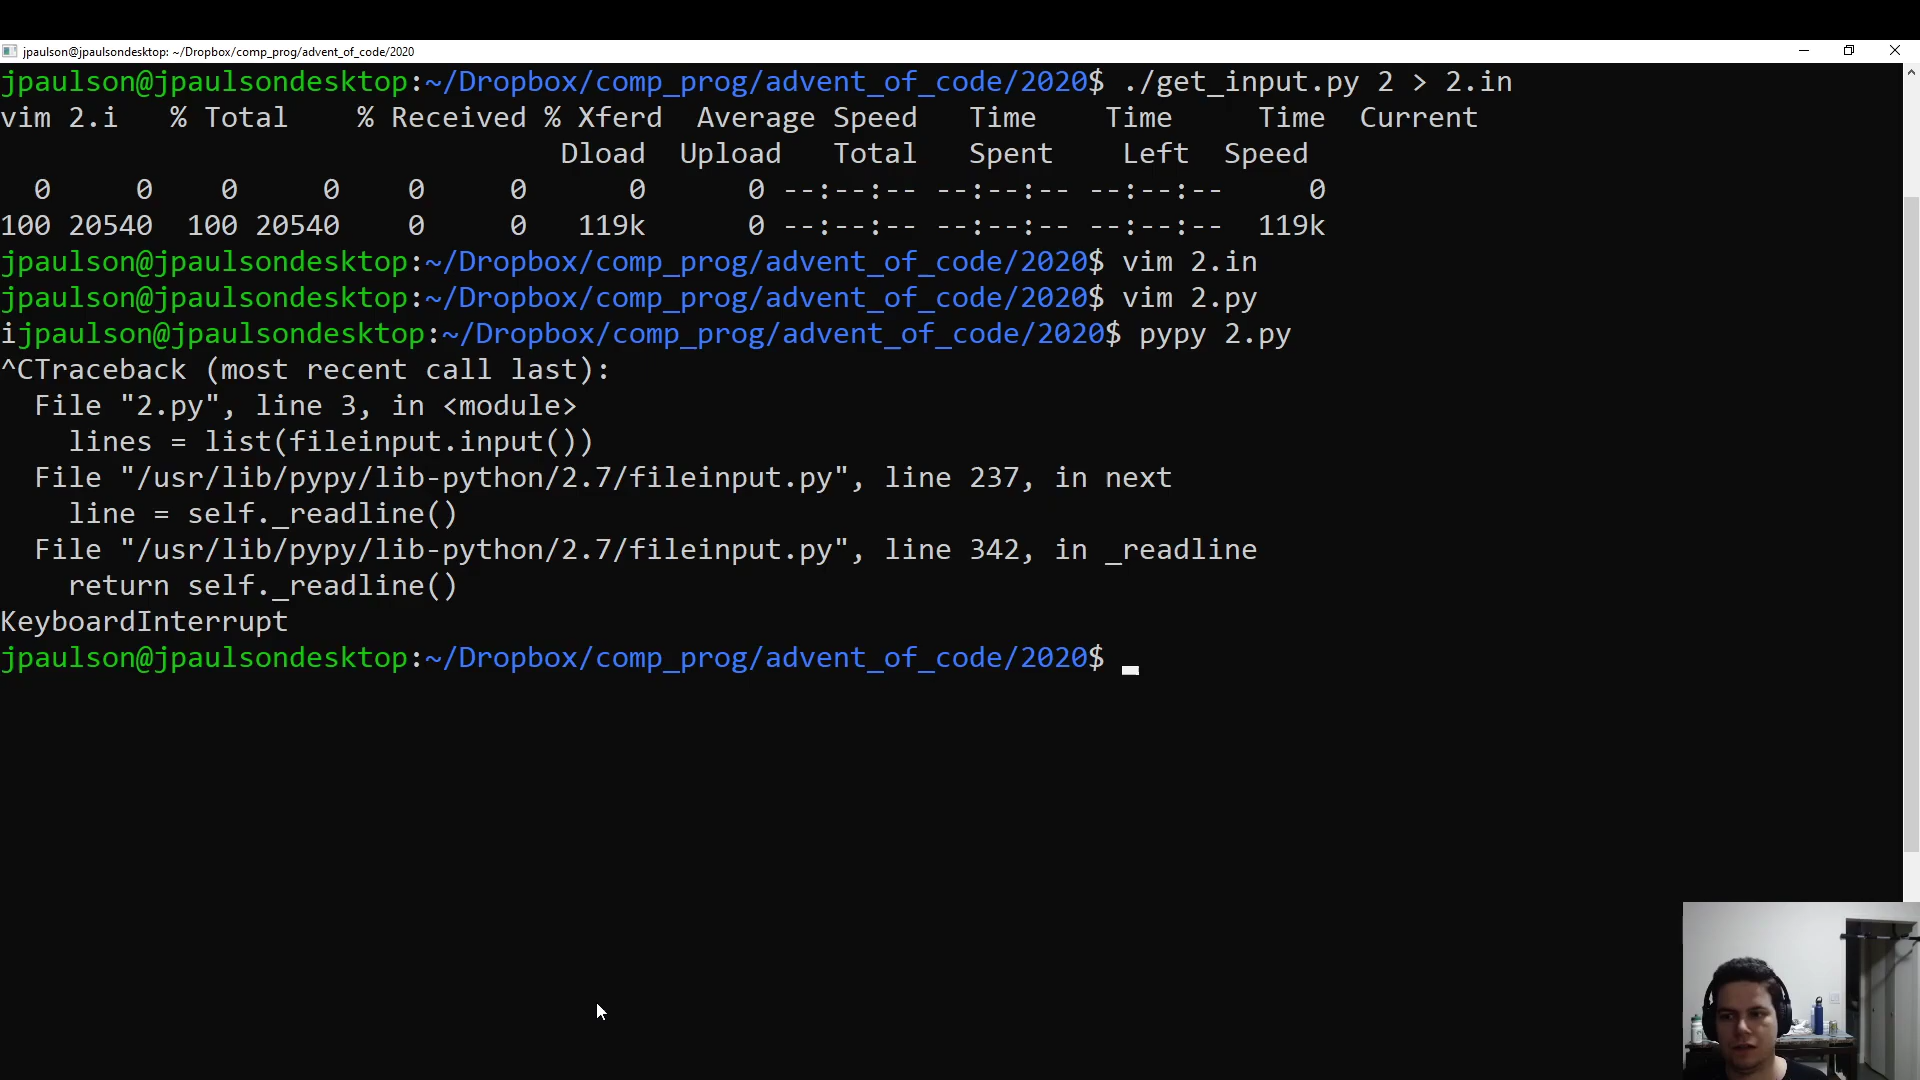 jpaulson@jpaulsondesktop: ~/Dropbox/comp_prog/advent_of_code/2020
jpaulson@jpaulsondesktop:~/Dropbox/comp_prog/advent_of_code/2020$ ./get_input.py 2 > 2.in
vim 2.i   % Total    % Received % Xferd  Average Speed   Time    Time     Time  Current
                                 Dload  Upload   Total   Spent    Left  Speed
  0     0    0     0    0     0      0      0 --:--:-- --:--:-- --:--:--     0
100 20540  100 20540    0     0   119k      0 --:--:-- --:--:-- --:--:--  119k
jpaulson@jpaulsondesktop:~/Dropbox/comp_prog/advent_of_code/2020$ vim 2.in
jpaulson@jpaulsondesktop:~/Dropbox/comp_prog/advent_of_code/2020$ vim 2.py
ijpaulson@jpaulsondesktop:~/Dropbox/comp_prog/advent_of_code/2020$ pypy 2.py
^CTraceback (most recent call last):
  File "2.py", line 3, in <module>
    lines = list(fileinput.input())
  File "/usr/lib/pypy/lib-python/2.7/fileinput.py", line 237, in next
    line = self._readline()
  File "/usr/lib/pypy/lib-python/2.7/fileinput.py", line 342, in _readline
    return self._readline()
KeyboardInterrupt
jpaulson@jpaulsondesktop:~/Dropbox/comp_prog/advent_of_code/2020$